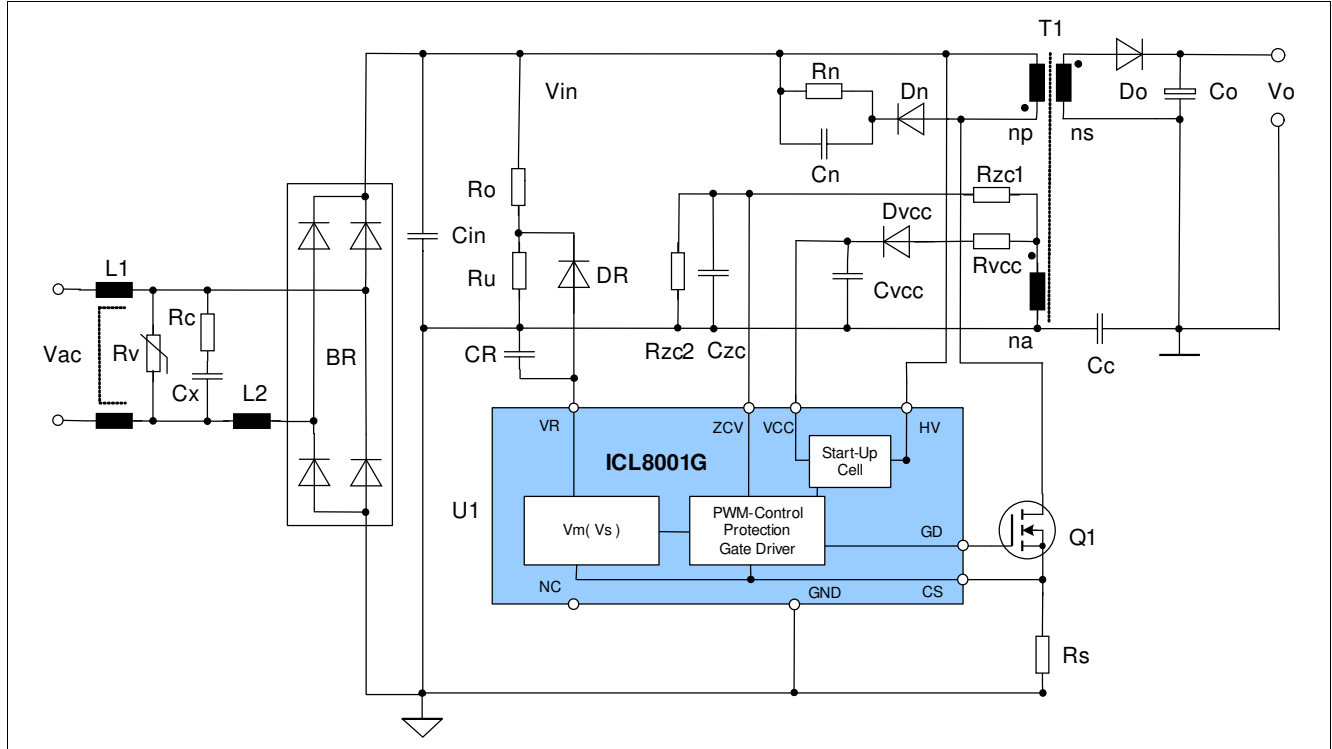 T1
Vin
Rn
Dn
Cn
np
ns
Do
Co
Vo
Ro
Cin
Ru
DR
CR
Rzc1
Dvcc
Rvcc
Cvcc
Rzc2
Czc
na
Cc
L1
Vac
Rv
Rc
Cx
L2
BR
VR
ZCV
VCC
HV
ICL8001G
Start-Up
Cell
U1
Vm( Vs )
PWM-Control
Protection
Gate Driver
GD
Q1
NC
GND
CS
Rs